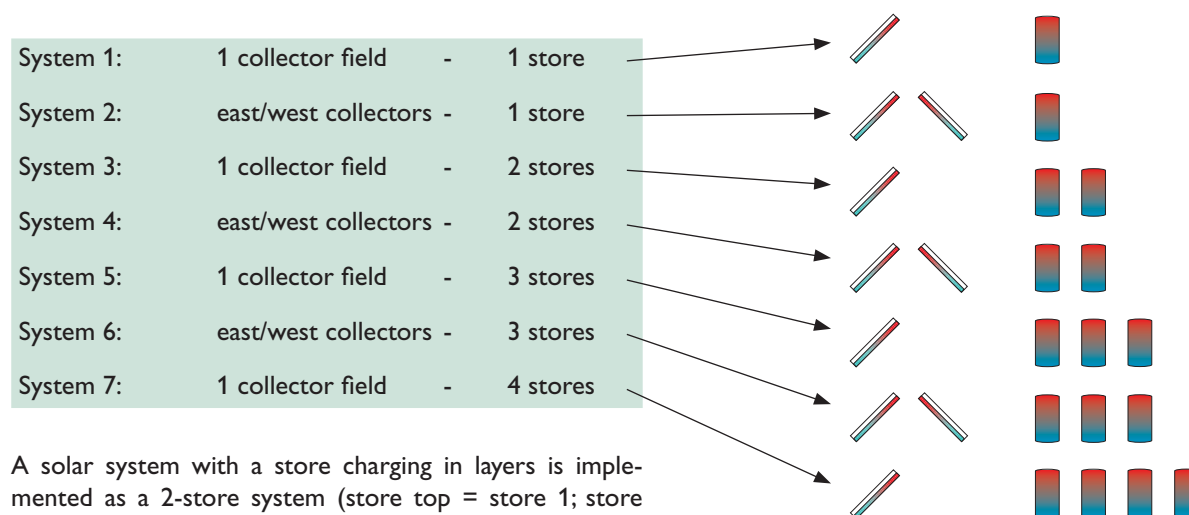 System 1: 1 collector field - 1 store
System 2: east/west collectors - 1 store
System 3: 1 collector field - 2 stores
System 4: east/west collectors - 2 stores
System 5: 1 collector field - 3 stores
System 6: east/west collectors - 3 stores
System 7: 1 collector field - 4 stores
A solar system with a store charging in layers is imple-
mented as a 2-store system (store top = store 1; store